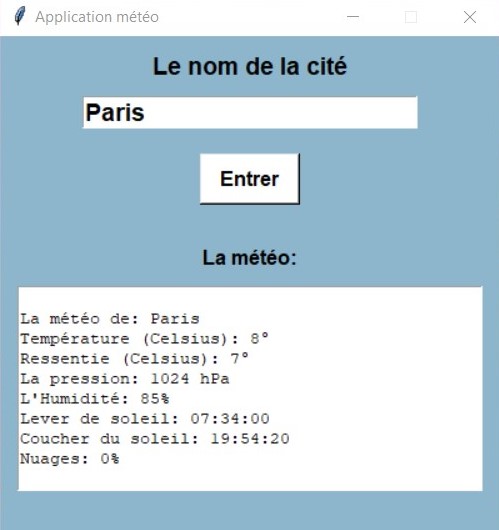 Application météo
Le nom de la cité
Paris
Entrer
La météo:
La météo de: Paris
Température (Celsius): 8°
Ressentie (Celsius): 7°
La pression: 1024 hPa
L'Humidité: 85%
Lever de soleil: 07:34:00
Coucher du soleil: 19:54:20
Nuages: 0%